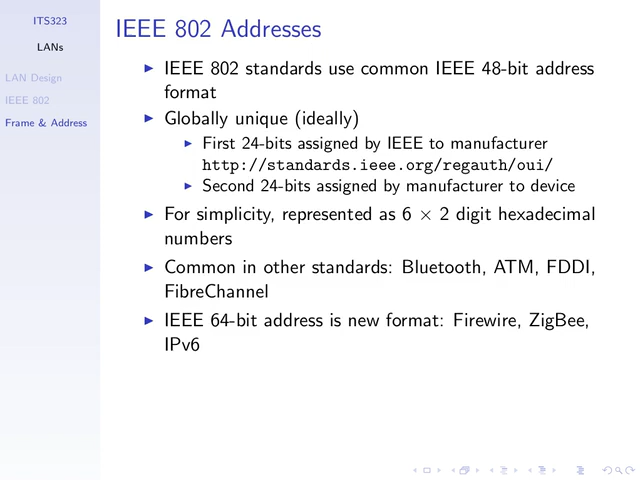 ITS323
LANs
LAN Design
IEEE 802
Frame & Address
IEEE 802 Addresses
IEEE 802 standards use common IEEE 48-bit address
format
Globally unique (ideally)
First 24-bits assigned by IEEE to manufacturer
http://standards.ieee.org/regauth/oui/
Second 24-bits assigned by manufacturer to device
For simplicity, represented as 6 × 2 digit hexadecimal
numbers
Common in other standards: Bluetooth, ATM, FDDI,
FibreChannel
IEEE 64-bit address is new format: Firewire, ZigBee,
IPv6